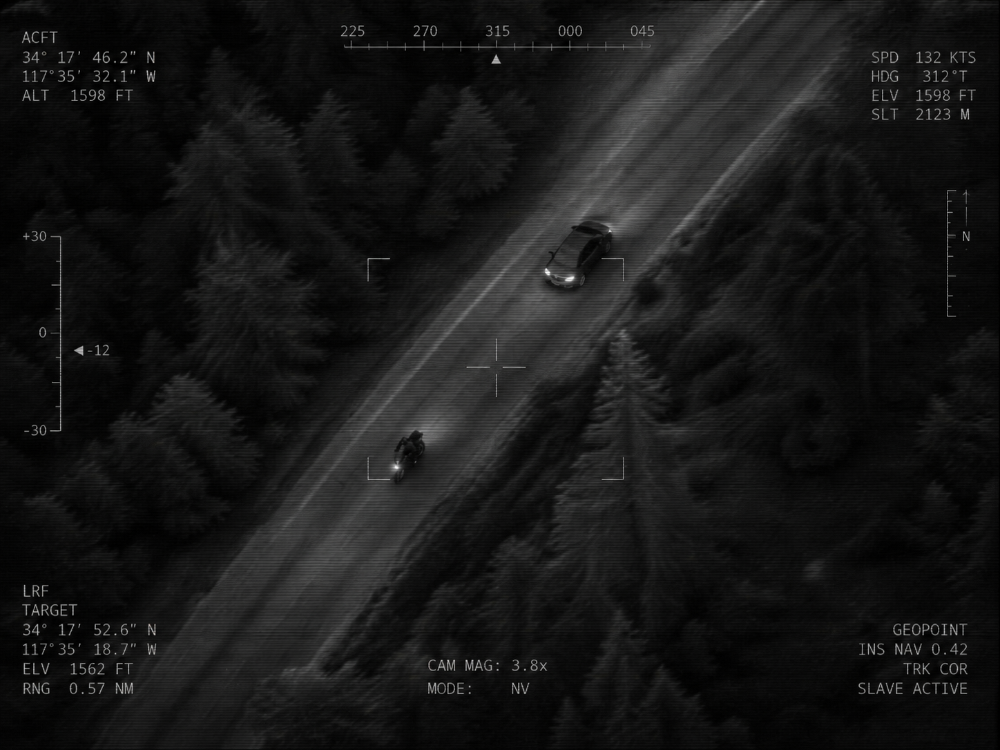 225 270 315 000 045
ACFT
34° 17' 46.2" N
117° 35' 32.1" W
ALT 1598 FT
SPD 132 KTS
HDG 312°T
ELV 1598 FT
SLT 2123 M
+30
0
-12
-30
N
LRF
TARGET
34° 17' 52.6" N
117° 35' 18.7" W
ELV 1562 FT
RNG 0.57 NM
CAM MAG: 3.8x
MODE: NV
GEOPOINT
INS NAV 0.42
TRK COR
SLAVE ACTIVE